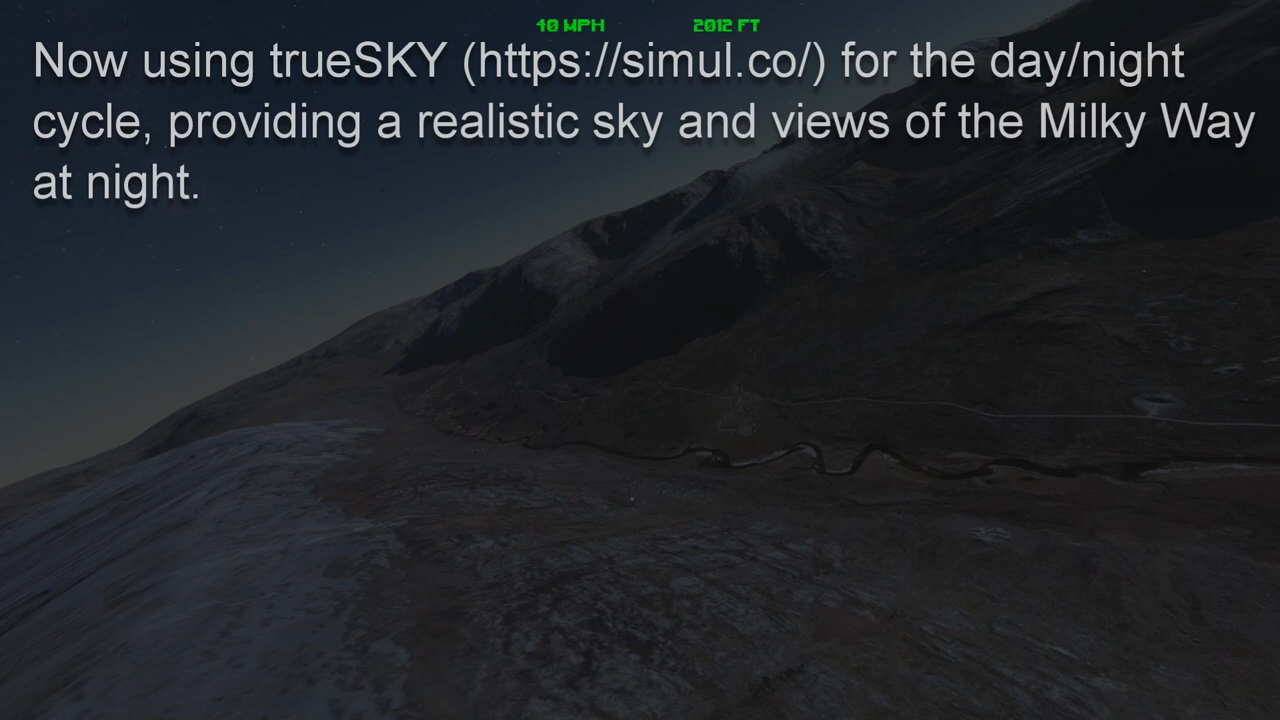 40 MPH 2012 FT
Now using trueSKY (https://simul.co/) for the day/night
cycle, providing a realistic sky and views of the Milky Way
at night.